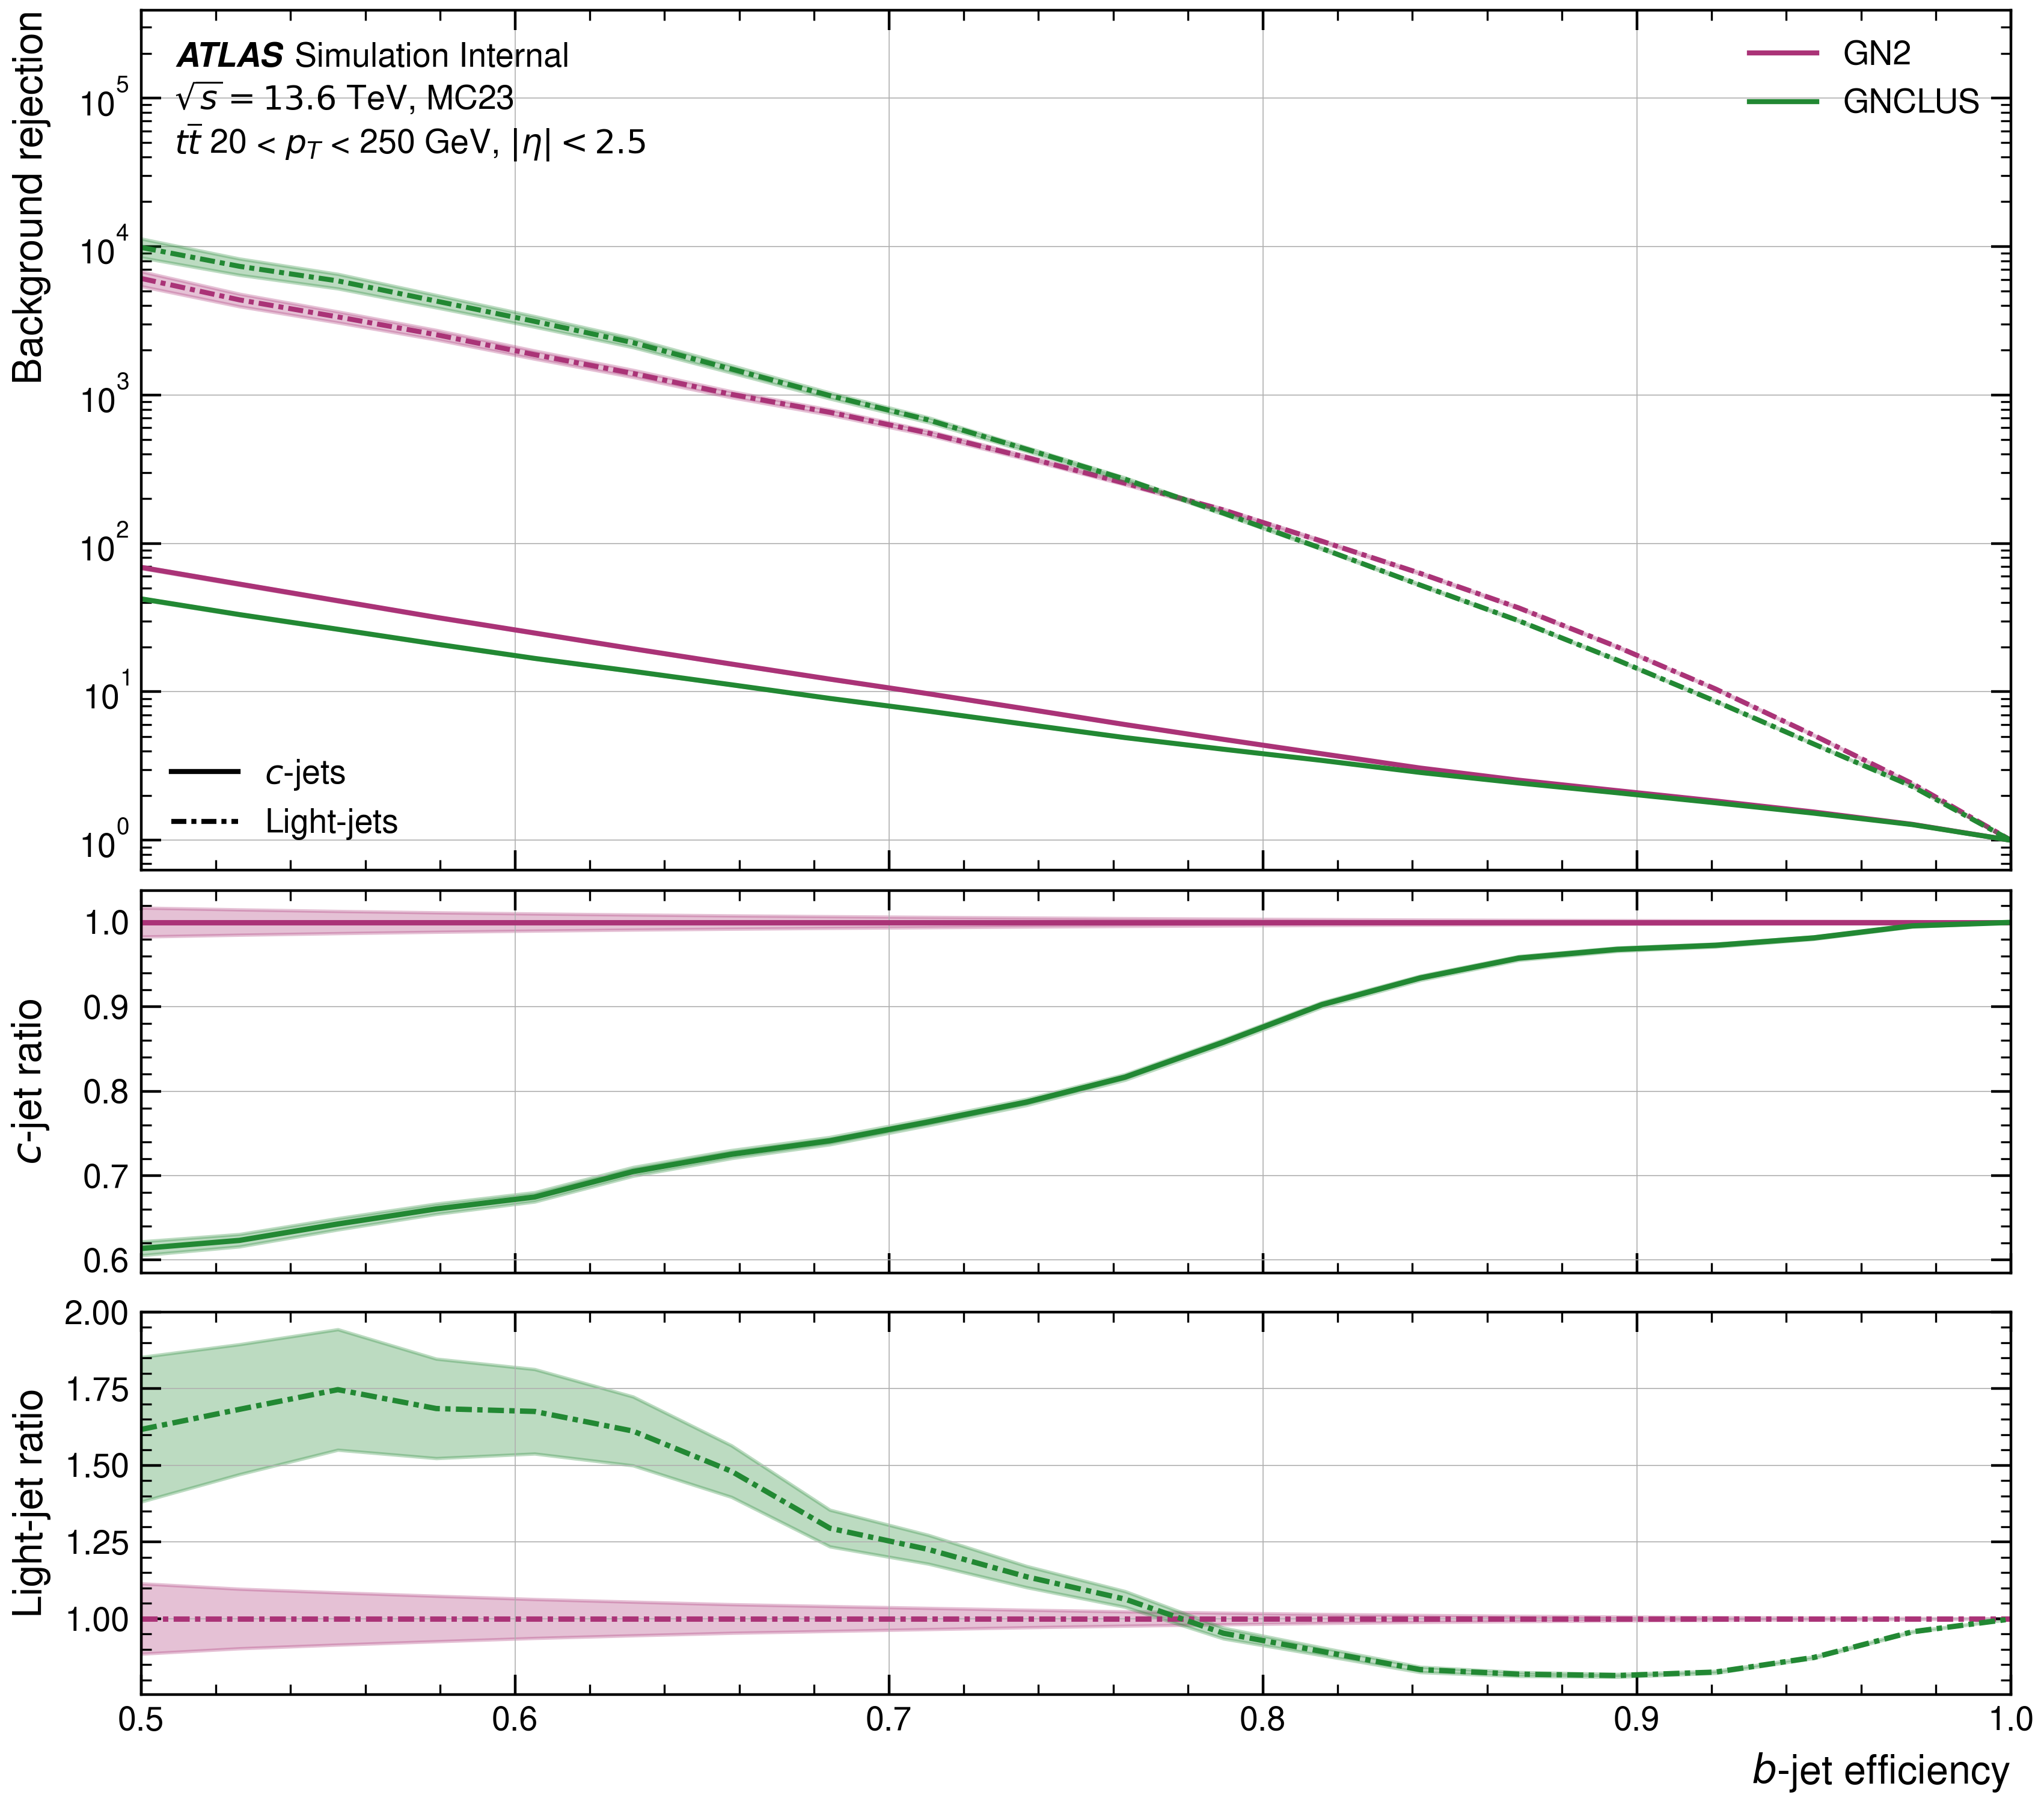 Background rejection
ATLAS Simulation Internal
√s = 13.6 TeV, MC23
tt̄ 20 < p_T < 250 GeV, |η| < 2.5
GN2
GNCLUS
10^5
10^4
10^3
10^2
10^1
10^0
c-jets
Light-jets
c-jet ratio
1.0
0.9
0.8
0.7
0.6
Light-jet ratio
2.00
1.75
1.50
1.25
1.00
0.5 0.6 0.7 0.8 0.9 1.0
b-jet efficiency